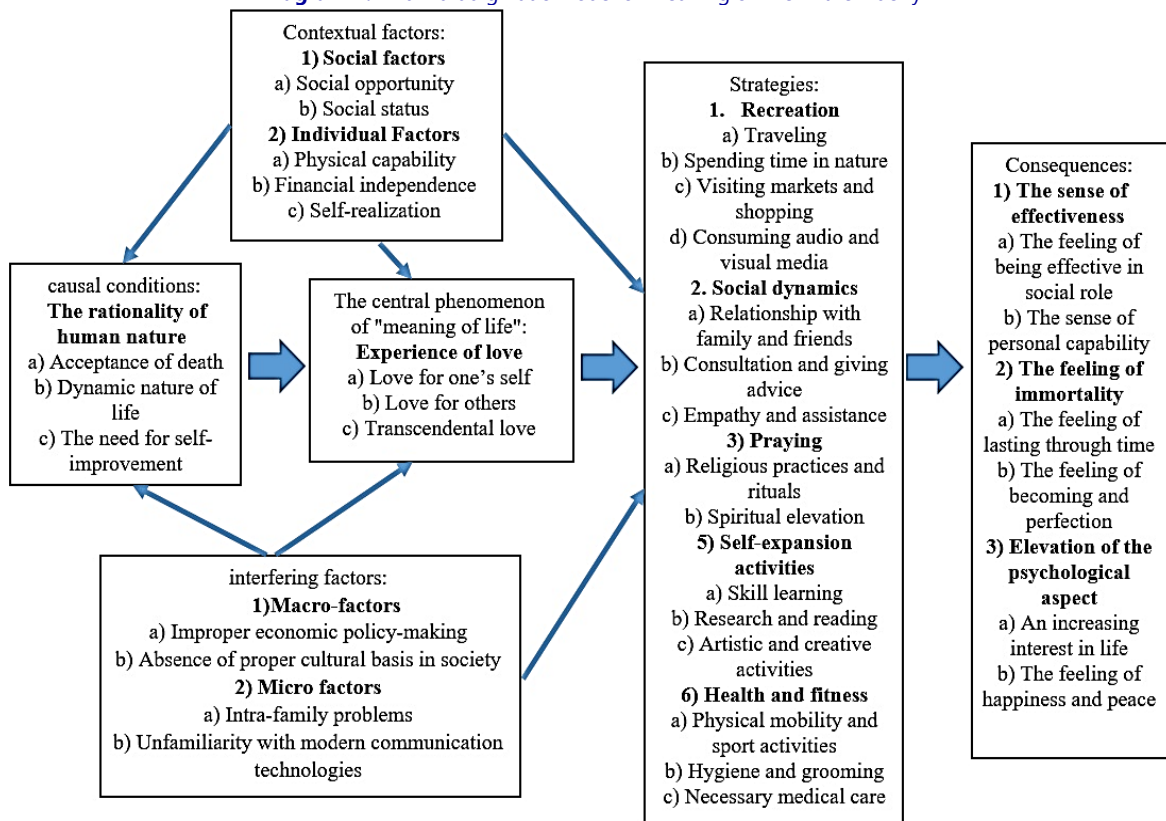 Contextual factors:
1) Social factors
a) Social opportunity
b) Social status
2) Individual Factors
a) Physical capability
b) Financial independence
c) Self-realization
causal conditions:
The rationality of
human nature
a) Acceptance of death
b) Dynamic nature of
life
c) The need for self-
improvement
The central phenomenon
of "meaning of life":
Experience of love
a) Love for one's self
b) Love for others
c) Transcendental love
interfering factors:
1)Macro-factors
a) Improper economic policy-making
b) Absence of proper cultural basis in society
2) Micro factors
a) Intra-family problems
b) Unfamiliarity with modern communication
technologies
Strategies:
1. Recreation
a) Traveling
b) Spending time in nature
c) Visiting markets and
shopping
d) Consuming audio and
visual media
2. Social dynamics
a) Relationship with
family and friends
b) Consultation and giving
advice
c) Empathy and assistance
3) Praying
a) Religious practices and
rituals
b) Spiritual elevation
5) Self-expansion
activities
a) Skill learning
b) Research and reading
c) Artistic and creative
activities
6) Health and fitness
a) Physical mobility and
sport activities
b) Hygiene and grooming
c) Necessary medical care
Consequences:
1) The sense of
effectiveness
a) The feeling of
being effective in
social role
b) The sense of
personal capability
2) The feeling of
immortality
a) The feeling of
lasting through time
b) The feeling of
becoming and
perfection
3) Elevation of the
psychological
aspect
a) An increasing
interest in life
b) The feeling of
happiness and peace